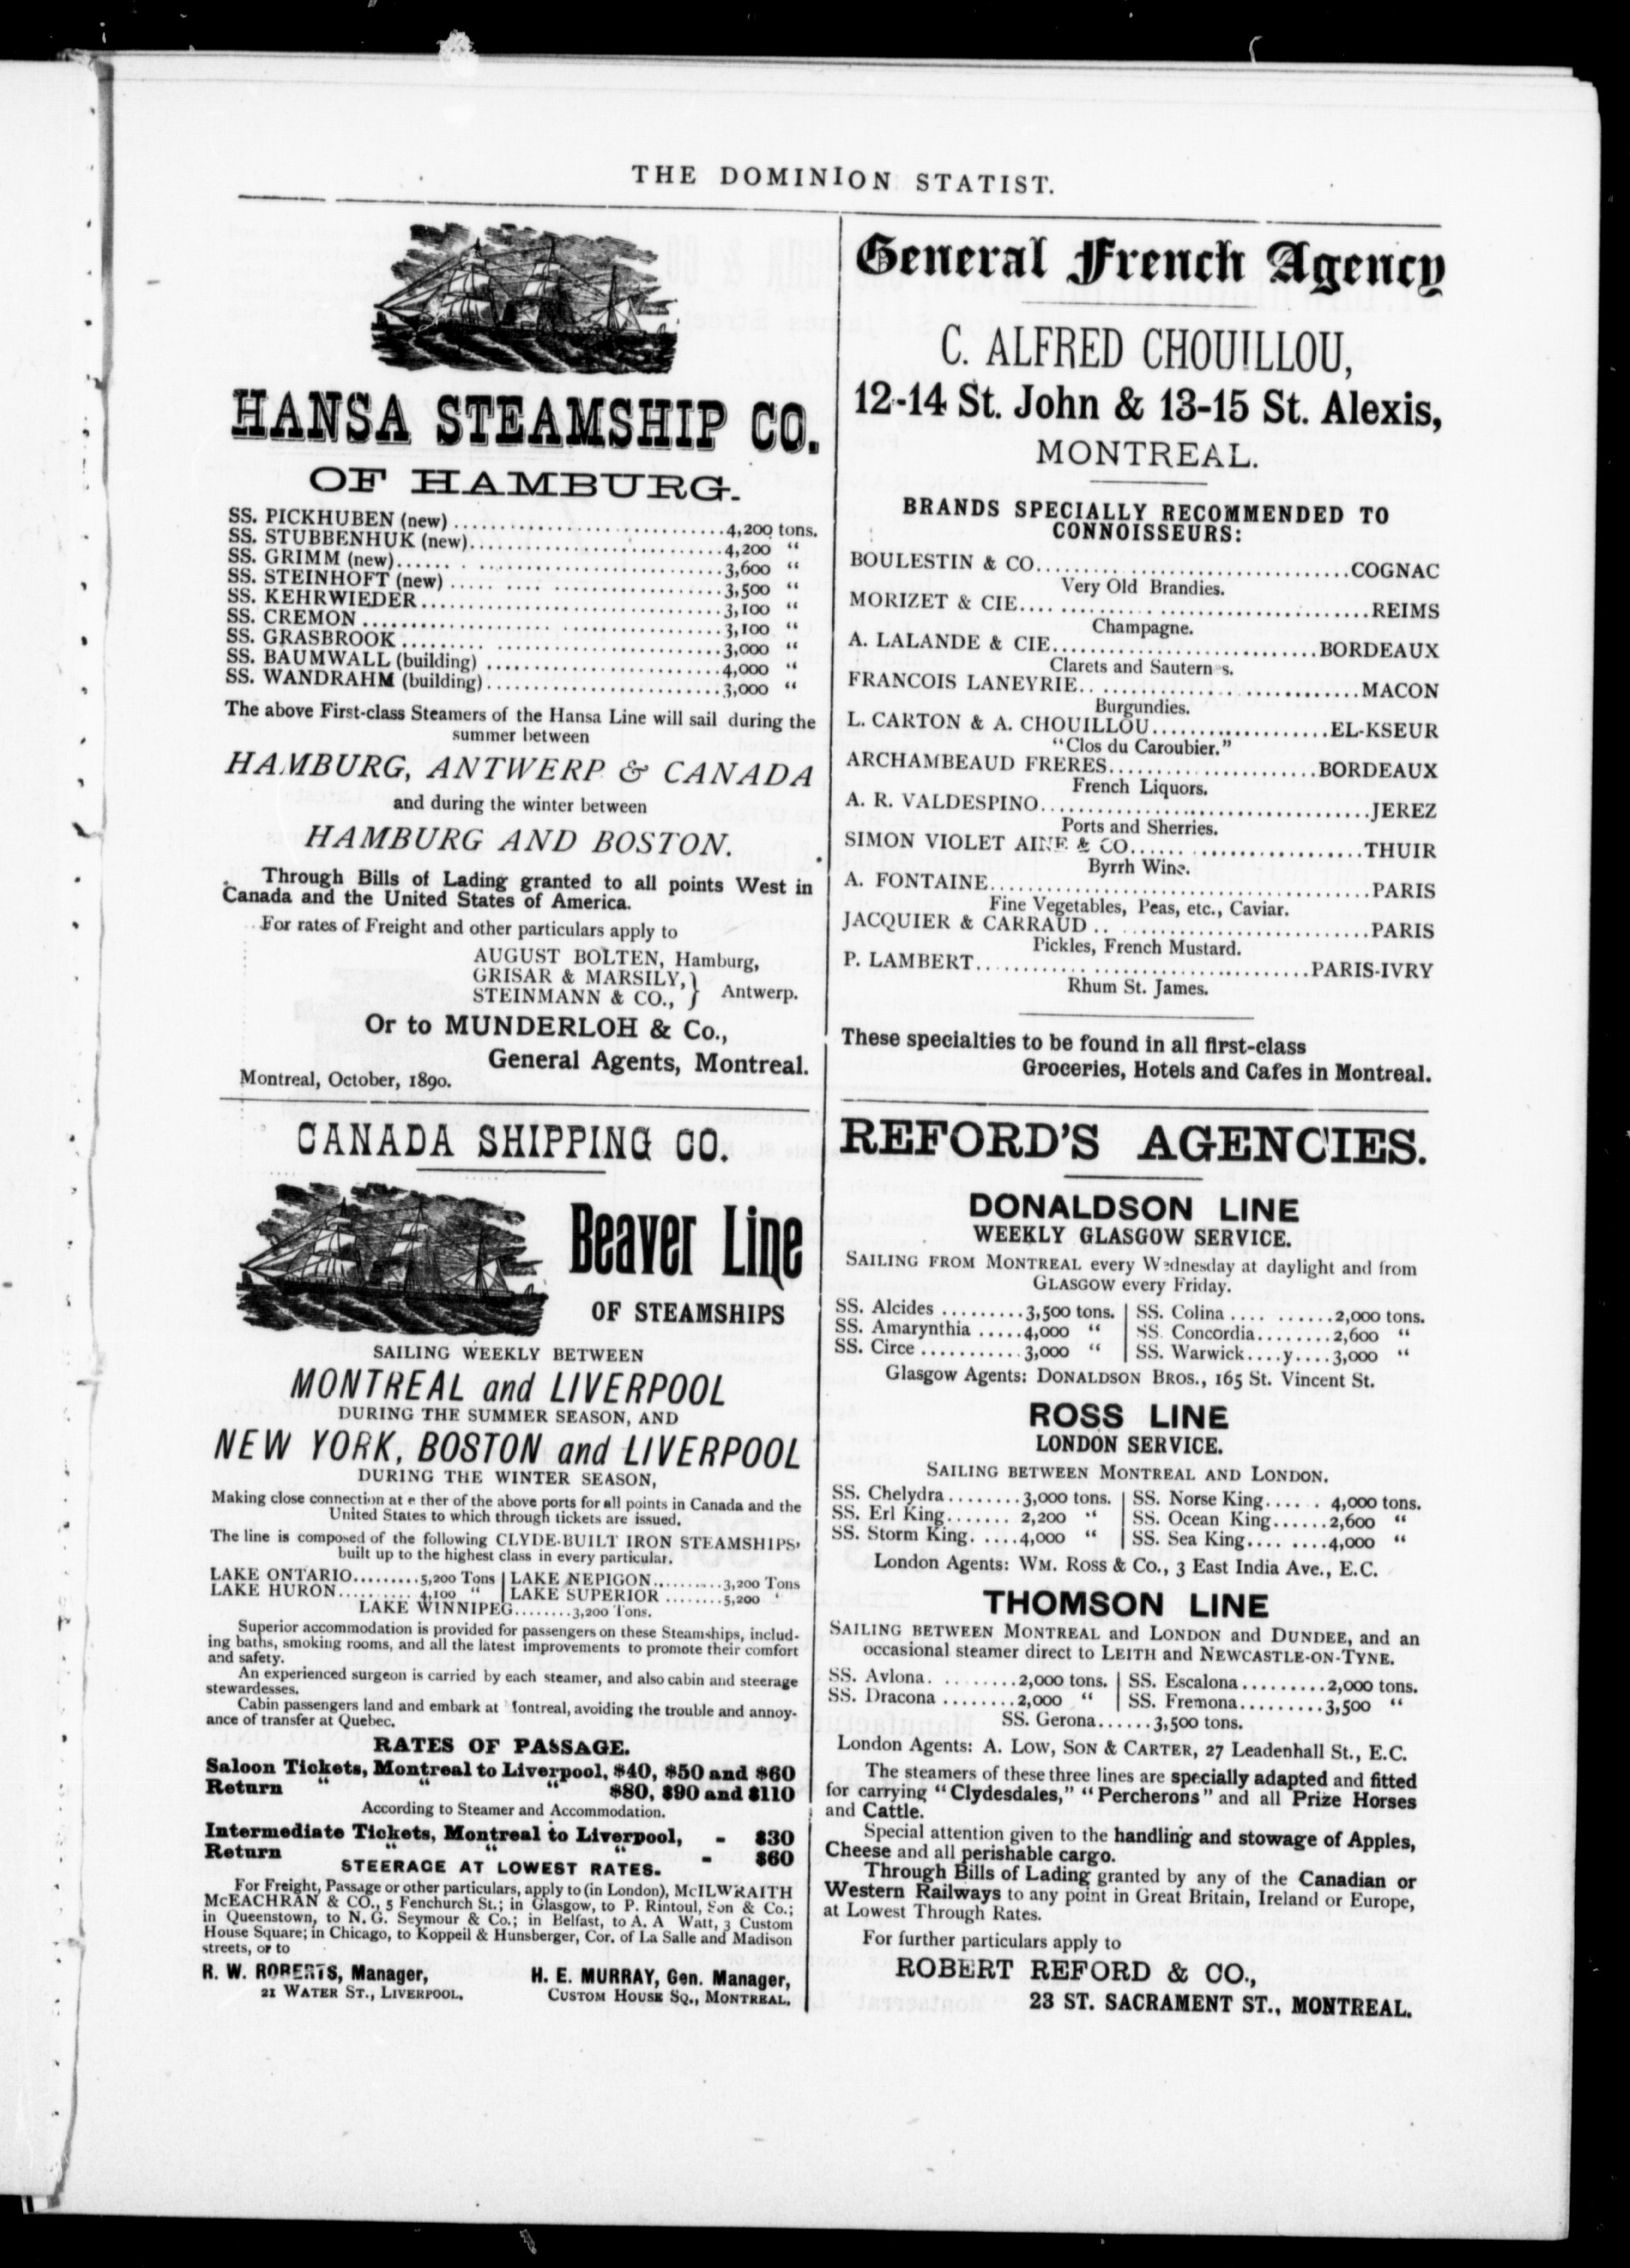 THE DOMINION STATIST.
HANSA STEAMSHIP CO.
OF HAMBURG.
SS. PICKHUBEN (new) ........ 4,200 tons.
SS. STUBBENHUK (new) ........ 4,200 "
SS. GRIMM (new) ........ 3,600 "
SS. STEINHOFT (new) ........ 3,500 "
SS. KEHRWIEDER ........ 3,100 "
SS. CREMON ........ 3,100 "
SS. GRASBROOK ........ 3,000 "
SS. BAUMWALL (building) ........ 4,000 "
SS. WANDRAHM (building) ........ 3,000 "
The above First-class Steamers of the Hansa Line will sail during the
summer between
HAMBURG, ANTWERP & CANADA
and during the winter between
HAMBURG AND BOSTON.
Through Bills of Lading granted to all points West in
Canada and the United States of America.
For rates of Freight and other particulars apply to
AUGUST BOLTEN, Hamburg,
GRISAR & MARSILY, }
STEINMANN & CO., } Antwerp.
Or to MUNDERLOH & Co.,
General Agents, Montreal.
Montreal, October, 1890.
CANADA SHIPPING CO.
Beaver Line
OF STEAMSHIPS
SAILING WEEKLY BETWEEN
MONTREAL and LIVERPOOL
DURING THE SUMMER SEASON, AND
NEW YORK, BOSTON and LIVERPOOL
DURING THE WINTER SEASON,
Making close connection at e ther of the above ports for all points in Canada and the
United States to which through tickets are issued.
The line is composed of the following CLYDE-BUILT IRON STEAMSHIPS,
built up to the highest class in every particular.
LAKE ONTARIO ........ 5,200 Tons | LAKE NEPIGON ........ 3,200 Tons
LAKE HURON ........ 4,100 " | LAKE SUPERIOR ........ 5,200 "
LAKE WINNIPEG ........ 3,200 Tons.
Superior accommodation is provided for passengers on these Steamships, includ-
ing baths, smoking rooms, and all the latest improvements to promote their comfort
and safety.
An experienced surgeon is carried by each steamer, and also cabin and steerage
stewardesses.
Cabin passengers land and embark at Montreal, avoiding the trouble and annoy-
ance of transfer at Quebec.
RATES OF PASSAGE.
Saloon Tickets, Montreal to Liverpool, $40, $50 and $60
Return " " " $80, $90 and $110
According to Steamer and Accommodation.
Intermediate Tickets, Montreal to Liverpool, - $30
Return " " " - $60
STEERAGE AT LOWEST RATES.
For Freight, Passage or other particulars, apply to (in London), McILWRAITH
McEACHRAN & CO., 5 Fenchurch St.; in Glasgow, to P. Rintoul, Son & Co.;
in Queenstown, to N. G. Seymour & Co.; in Belfast, to A. A Watt, 3 Custom
House Square; in Chicago, to Koppeil & Hunsberger, Cor. of La Salle and Madison
streets, or to
R. W. ROBERTS, Manager,
21 WATER ST., LIVERPOOL.
H. E. MURRAY, Gen. Manager,
CUSTOM HOUSE SQ., MONTREAL.
General French Agency
C. ALFRED CHOUILLOU,
12-14 St. John & 13-15 St. Alexis,
MONTREAL.
BRANDS SPECIALLY RECOMMENDED TO
CONNOISSEURS:
BOULESTIN & CO. ........ COGNAC
Very Old Brandies.
MORIZET & CIE. ........ REIMS
Champagne.
A. LALANDE & CIE. ........ BORDEAUX
Clarets and Sautern s.
FRANCOIS LANEYRIE. ........ MACON
Burgundies.
L. CARTON & A. CHOUILLOU ........ EL-KSEUR
"Clos du Caroubier."
ARCHAMBEAUD FRERES ........ BORDEAUX
French Liquors.
A. R. VALDESPINO ........ JEREZ
Ports and Sherries.
SIMON VIOLET AINE & CO. ........ THUIR
Byrrh Wine.
A. FONTAINE ........ PARIS
Fine Vegetables, Peas, etc., Caviar.
JACQUIER & CARRAUD ........ PARIS
Pickles, French Mustard.
P. LAMBERT ........ PARIS-IVRY
Rhum St. James.
These specialties to be found in all first-class
Groceries, Hotels and Cafes in Montreal.
REFORD'S AGENCIES.
DONALDSON LINE
WEEKLY GLASGOW SERVICE.
SAILING FROM MONTREAL every Wednesday at daylight and from
GLASGOW every Friday.
SS. Alcides ........ 3,500 tons. | SS. Colina ........ 2,000 tons.
SS. Amarynthia ..... 4,000 " | SS. Concordia ........ 2,600 "
SS. Circe ........ 3,000 " | SS. Warwick....y.... 3,000 "
Glasgow Agents: DONALDSON BROS., 165 St. Vincent St.
ROSS LINE
LONDON SERVICE.
SAILING BETWEEN MONTREAL AND LONDON.
SS. Chelydra ........ 3,000 tons. | SS. Norse King ...... 4,000 tons.
SS. Erl King ....... 2,200 " | SS. Ocean King ...... 2,600 "
SS. Storm King ..... 4,000 " | SS. Sea King ........ 4,000 "
London Agents: WM. ROSS & CO., 3 East India Ave., E.C.
THOMSON LINE
SAILING BETWEEN MONTREAL and LONDON and DUNDEE, and an
occasional steamer direct to LEITH and NEWCASTLE-ON-TYNE.
SS. Avlona ........ 2,000 tons. | SS. Escalona ........ 2,000 tons.
SS. Dracona ........ 2,000 " | SS. Fremona ........ 3,500 "
SS. Gerona ...... 3,500 tons.
London Agents: A. LOW, SON & CARTER, 27 Leadenhall St., E.C.
The steamers of these three lines are specially adapted and fitted
for carrying "Clydesdales," "Percherons" and all Prize Horses
and Cattle.
Special attention given to the handling and stowage of Apples,
Cheese and all perishable cargo.
Through Bills of Lading granted by any of the Canadian or
Western Railways to any point in Great Britain, Ireland or Europe,
at Lowest Through Rates.
For further particulars apply to
ROBERT REFORD & CO.,
23 ST. SACRAMENT ST., MONTREAL.